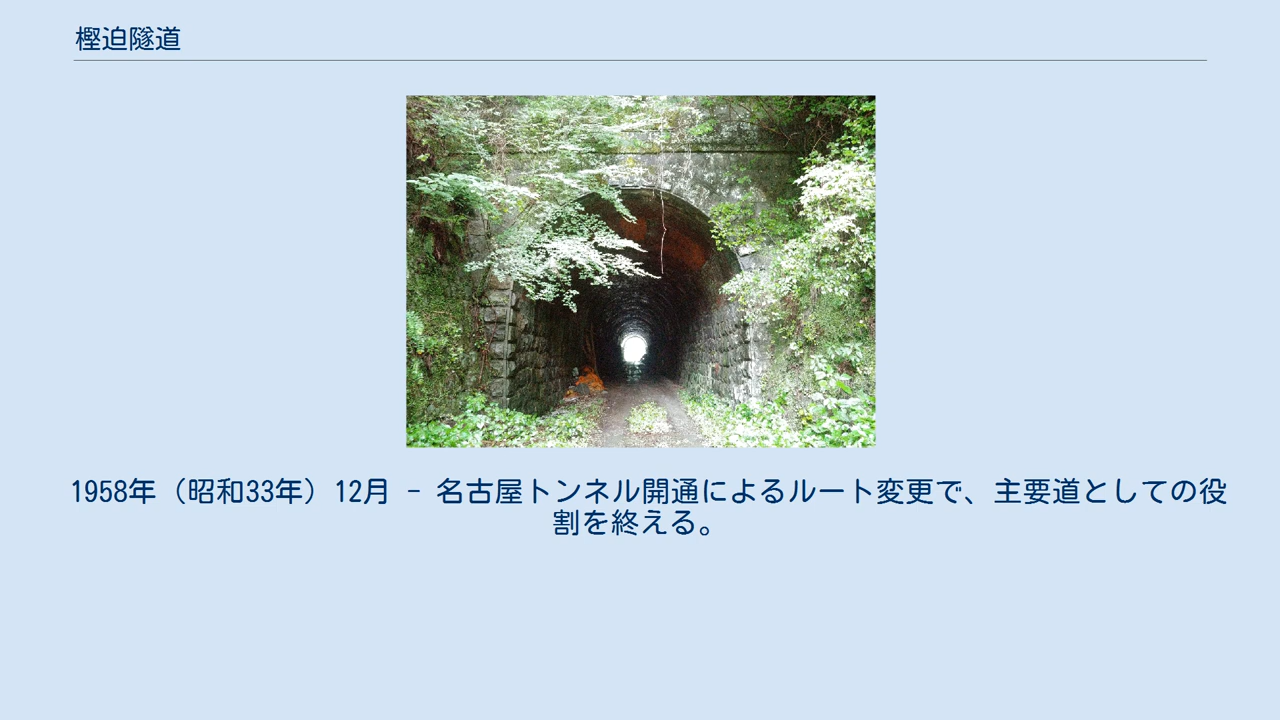 樫迫隧道
1958年（昭和33年）12月 － 名古屋トンネル開通によるルート変更で、主要道としての役
割を終える。